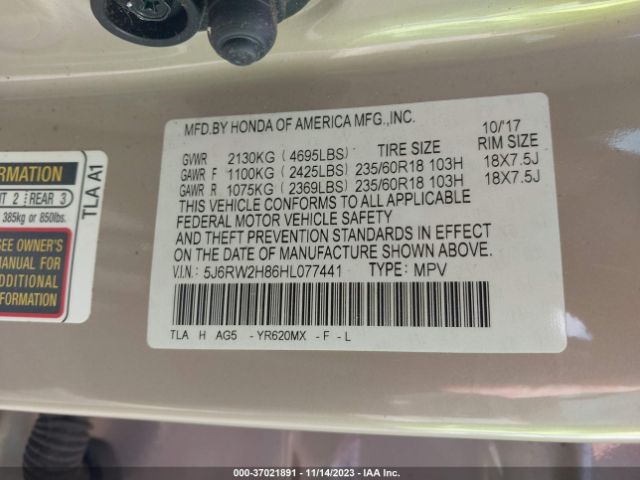 MFD.BY HONDA OF AMERICA MFG.,INC. 10/'17
GVWR 2130KG (4695LBS) TIRE SIZE RIM SIZE
GAWR F 1100KG (2425LBS) 235/60R18 103H 18X7.5J
GAWR R 1075KG (2369LBS) 235/60R18 103H 18X7.5J
THIS VEHICLE CONFORMS TO ALL APPLICABLE
FEDERAL MOTOR VEHICLE SAFETY
AND THEFT PREVENTION STANDARDS IN EFFECT
ON THE DATE OF MANUFACTURE SHOWN ABOVE.
V.I.N.: 5J6RW2H86HL077441 TYPE: MPV
TLA H AG5 -YR620MX -F -L
REAR 3
385kg or 850lbs.
SEE OWNER'S
MANUAL FOR
INFORMATION
TLA A1
000-37021891 - 11/14/2023 - IAA Inc.